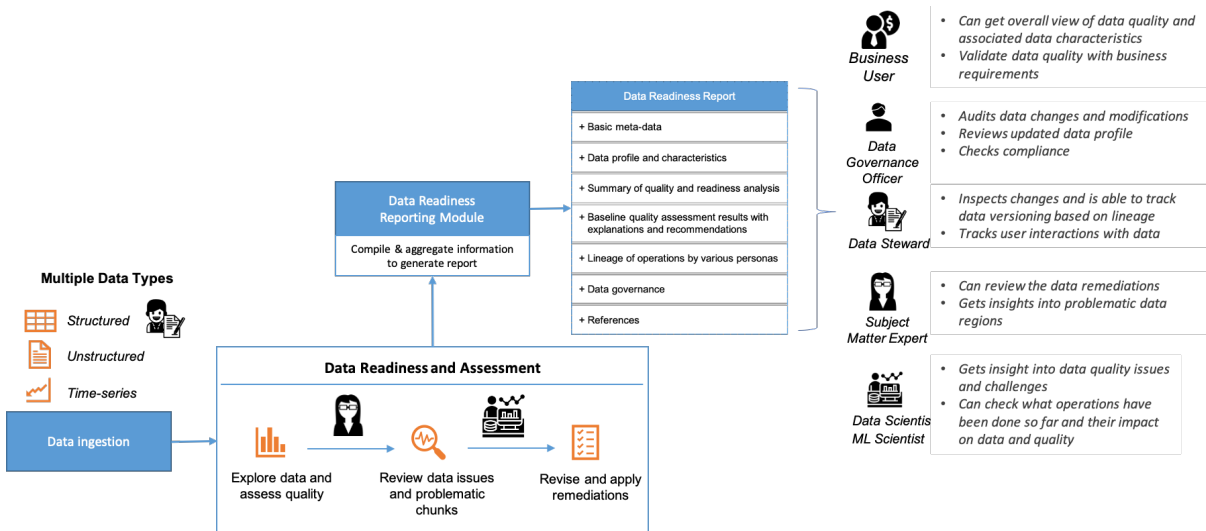 Multiple Data Types
Structured
Unstructured
Time-series
Data ingestion
Data Readiness and Assessment
Explore data and
assess quality
Review data issues
and problematic
chunks
Revise and apply
remediations
Data Readiness
Reporting Module
Compile & aggregate information
to generate report
Data Readiness Report
+ Basic meta-data
+ Data profile and characteristics
+ Summary of quality and readiness analysis
+ Baseline quality assessment results with
explanations and recommendations
+ Lineage of operations by various personas
+ Data governance
+ References
Business
User
• Can get overall view of data quality and
associated data characteristics
• Validate data quality with business
requirements
Data
Governance
Officer
• Audits data changes and modifications
• Reviews updated data profile
• Checks compliance
Data Steward
• Inspects changes and is able to track
data versioning based on lineage
• Tracks user interactions with data
Subject
Matter Expert
• Can review the data remediations
• Gets insights into problematic data
regions
Data Scientis
ML Scientist
• Gets insight into data quality issues
and challenges
• Can check what operations have
been done so far and their impact
on data and quality